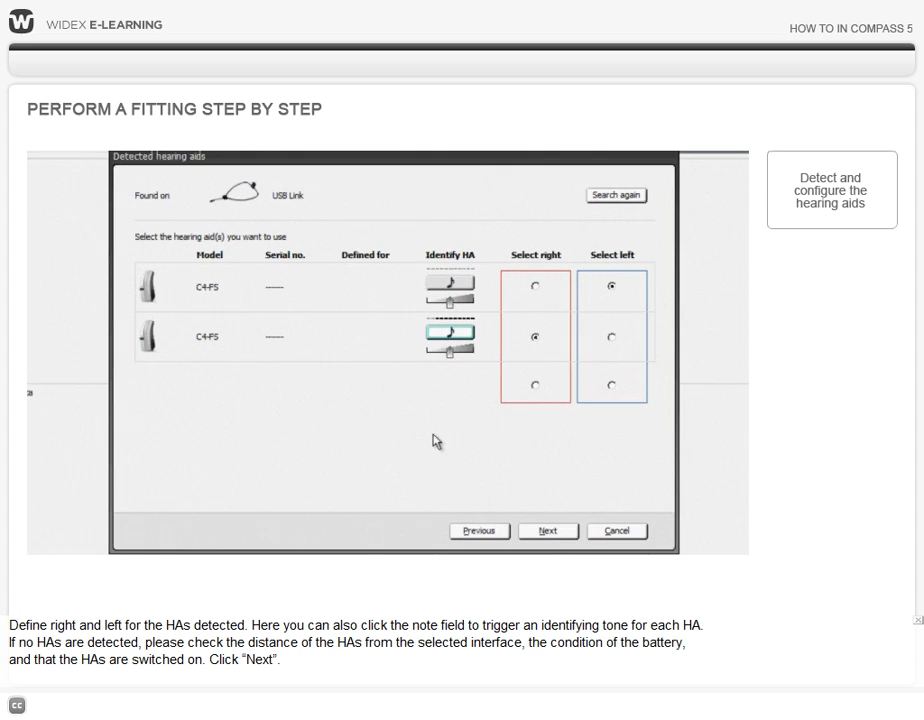 W WIDEX E-LEARNING
HOW TO IN COMPASS 5
PERFORM A FITTING STEP BY STEP
Detected hearing aids
Found on USB Link Search again
Select the hearing aid(s) you want to use
Model Serial no. Defined for Identify HA Select right Select left
C4-FS ------
C4-FS ------
Previous Next Cancel
Detect and
configure the
hearing aids
Define right and left for the HAs detected. Here you can also click the note field to trigger an identifying tone for each HA.
If no HAs are detected, please check the distance of the HAs from the selected interface, the condition of the battery,
and that the HAs are switched on. Click “Next”.
cc